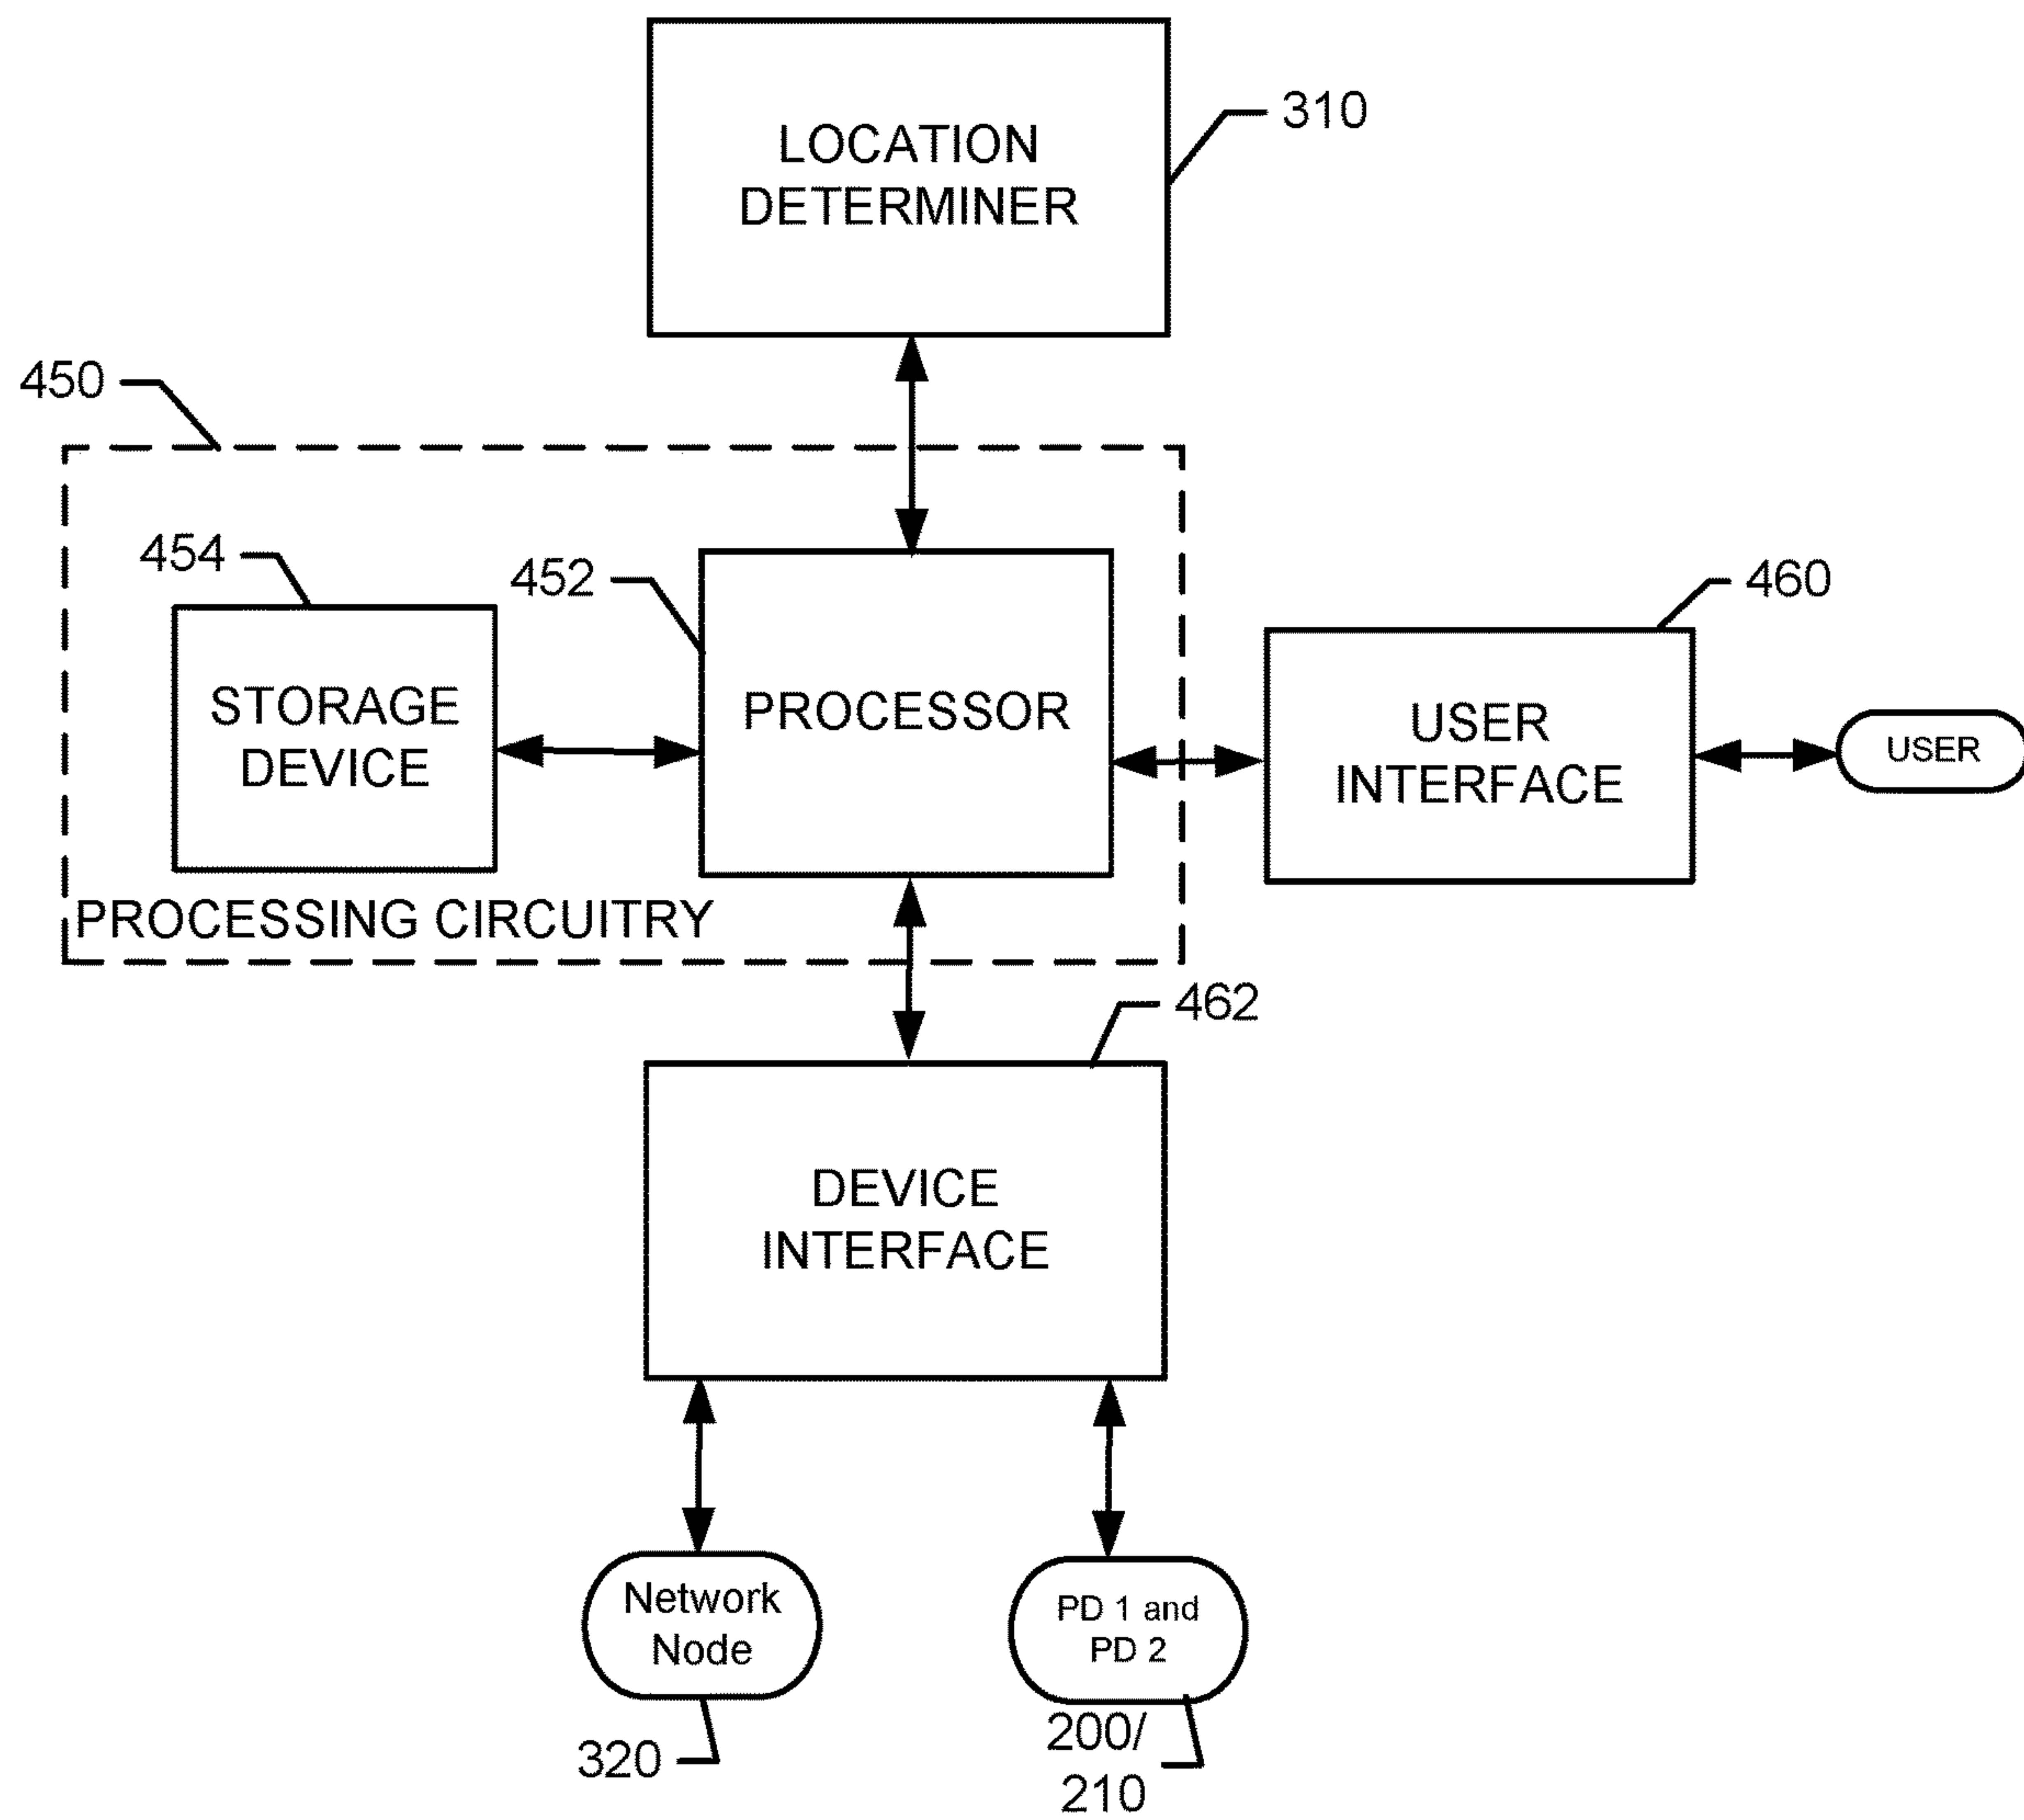 LOCATION
DETERMINER
310
450
454
452
460
STORAGE
DEVICE
PROCESSOR
USER
INTERFACE
USER
PROCESSING CIRCUITRY
462
DEVICE
INTERFACE
Network
Node
PD 1 and
PD 2
320
200/
210